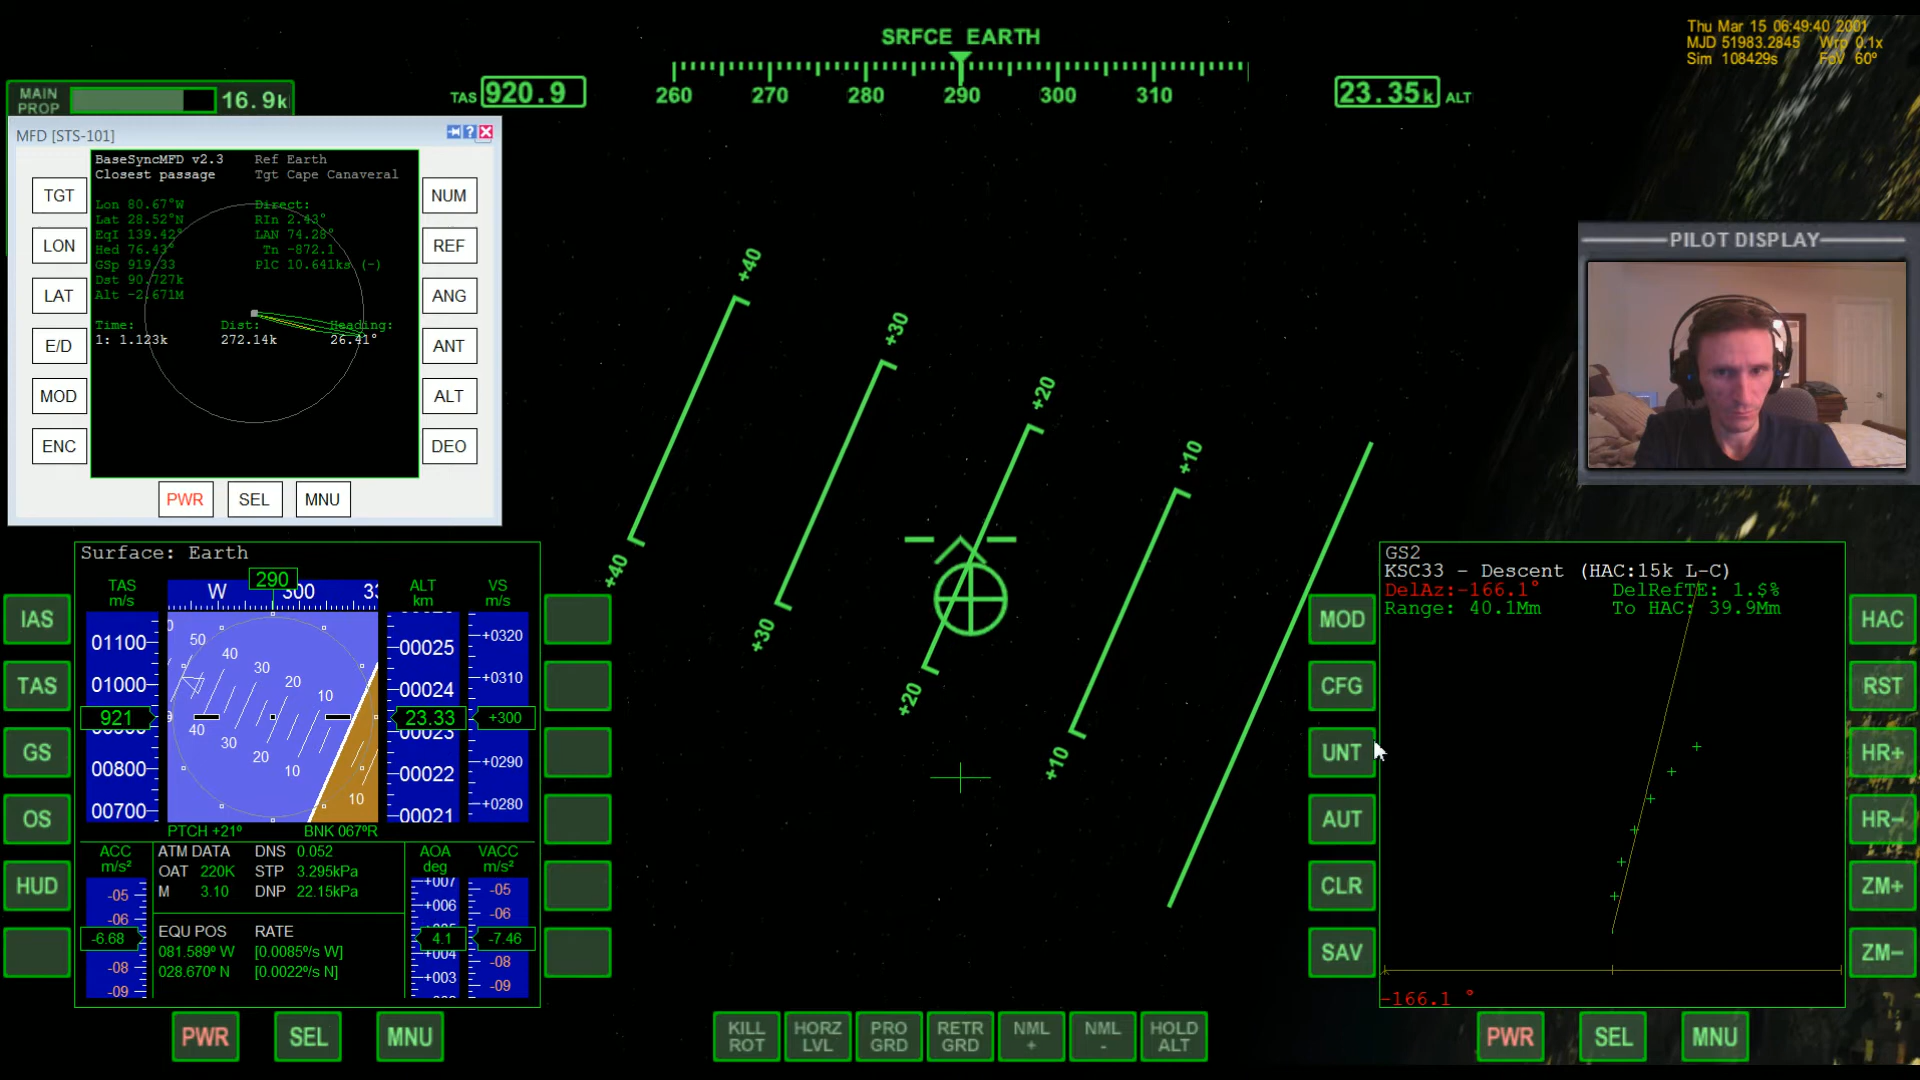 SRFCE EARTH
TAS 920.9
260 270 280 290 300 310
23.35k ALT
Thu Mar 15 06:49:40 2001
MJD 51983.2845 Wrp 0.1x
Sim 108429s FoV 60°
MAIN PROP 16.9k
MFD [STS-101]
BaseSyncMFD v2.3 Ref Earth
Closest passage Tgt Cape Canaveral
Lon 80.67°W Direct:
Lat 28.52°N RIn 2.43°
EqI 139.42° LAN 74.28°
Hed 76.43° Tn -872.1
GSp 919.33 PlC 10.641ks (-)
Dst 90.727k
Alt -2.671M
Time: Dist: Heading:
1: 1.123k 272.14k 26.41°
TGT
LON
LAT
E/D
MOD
ENC
NUM
REF
ANG
ANT
ALT
DEO
PWR SEL MNU
+40
+30
+20
+10
+40
+30
+20
+10
PILOT DISPLAY
Surface: Earth
TAS m/s
290
W 300 33
ALT km
VS m/s
01100
01000
921
00800
00700
50 40 30 20 10
40 30 20 10
10
00025
00024
23.33
00023
00022
00021
+0320
+0310
+300
+0290
+0280
PTCH +21° BNK 067°R
ACC m/s²
-05
-06
-6.68
-08
-09
ATM DATA DNS 0.052
OAT 220K STP 3.295kPa
M 3.10 DNP 22.15kPa
EQU POS RATE
081.589° W [0.0085°/s W]
028.670° N [0.0022°/s N]
AOA deg
+007
+006
4.1
+004
+003
VACC m/s²
-05
-06
-7.46
-08
-09
IAS
TAS
GS
OS
HUD
PWR SEL MNU
KILL ROT
HORZ LVL
PRO GRD
RETR GRD
NML +
NML -
HOLD ALT
GS2
KSC33 - Descent (HAC:15k L-C)
DelAz:-166.1° DelRefTE: 1.$%
Range: 40.1Mm To HAC: 39.9Mm
-166.1 °
MOD
CFG
UNT
AUT
CLR
SAV
HAC
RST
HR+
HR-
ZM+
ZM-
PWR SEL MNU